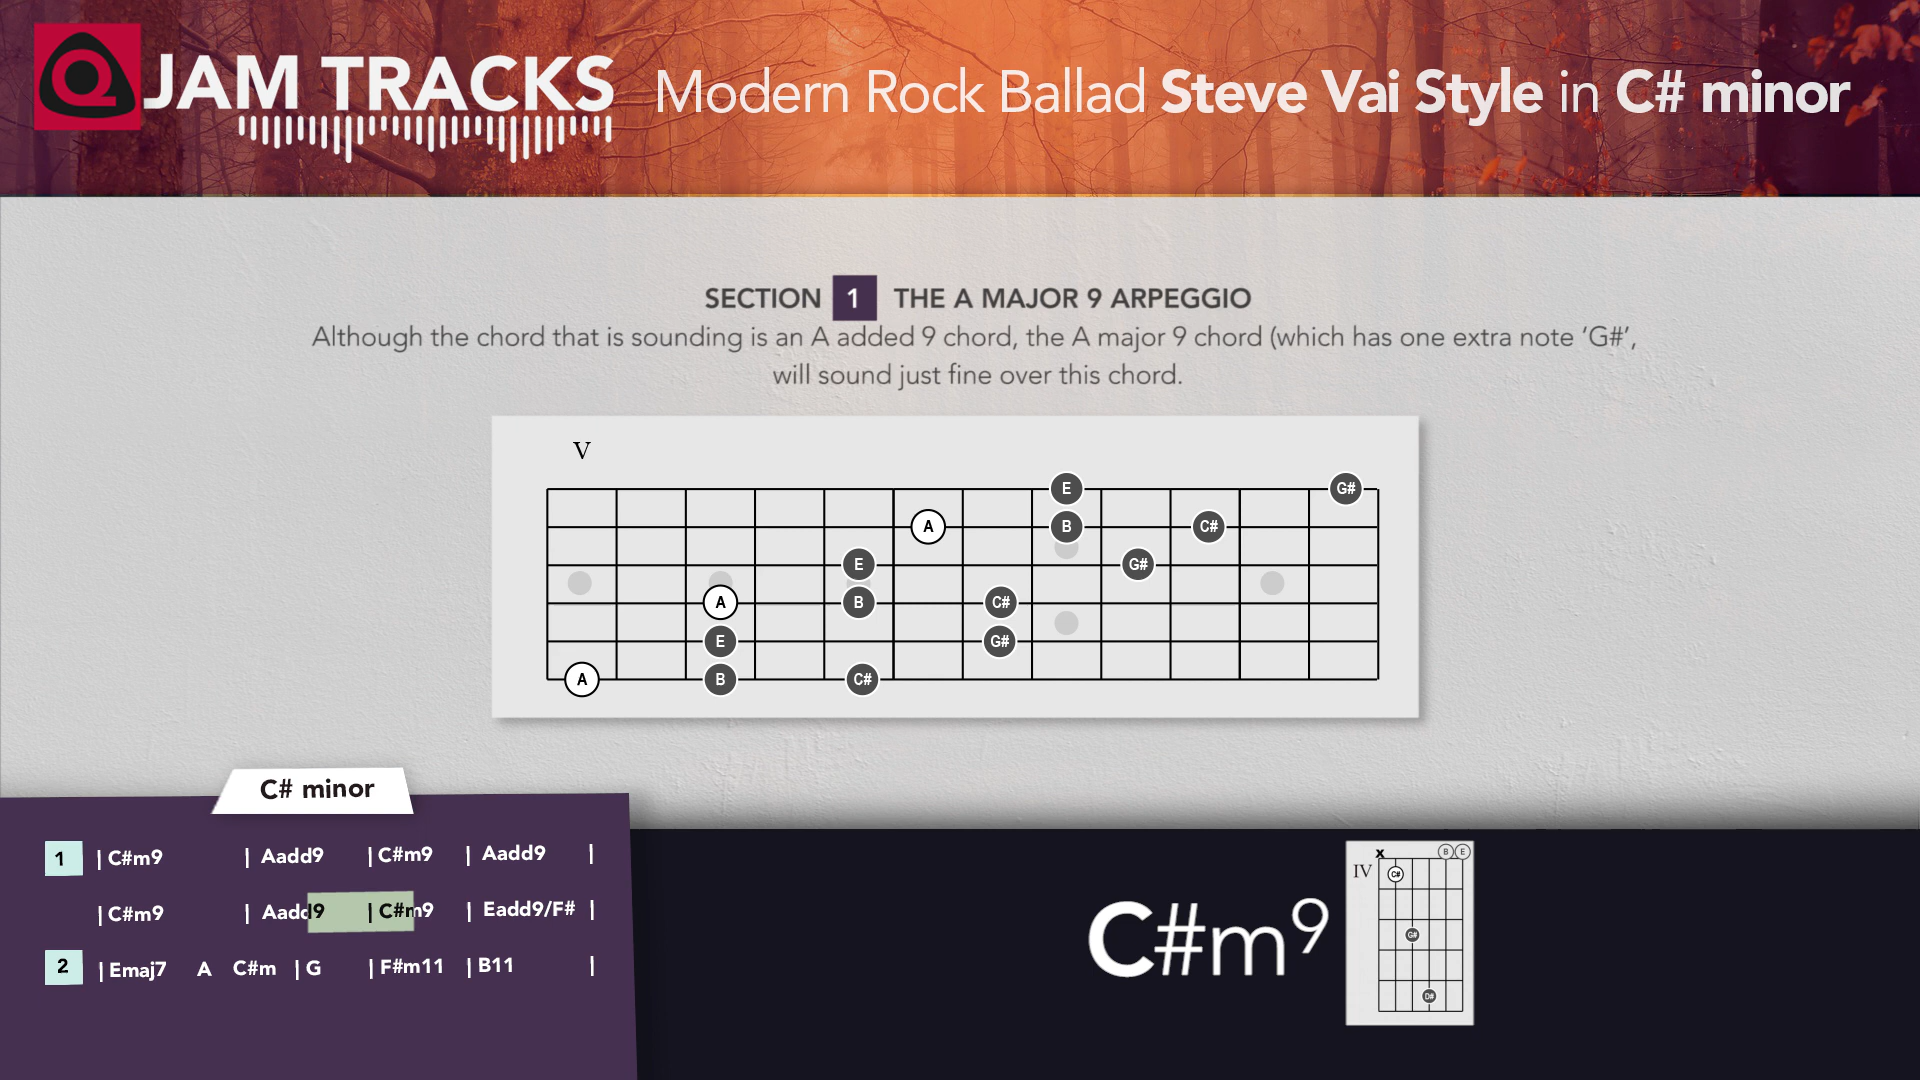 JAM TRACKS
Modern Rock Ballad Steve Vai Style in C# minor
SECTION 1 THE A MAJOR 9 ARPEGGIO
Although the chord that is sounding is an A added 9 chord, the A major 9 chord (which has one extra note ‘G#’,
will sound just fine over this chord.
V
E G#
A B C#
E G#
A B C#
E G#
A B C#
C# minor
1 | C#m9 | Aadd9 | C#m9 | Aadd9 |
| C#m9 | Aadd9 | C#m9 | Eadd9/F# |
2 | Emaj7 A C#m | G | F#m11 | B11 |
C#m9
x B E
IV C#
G#
D#